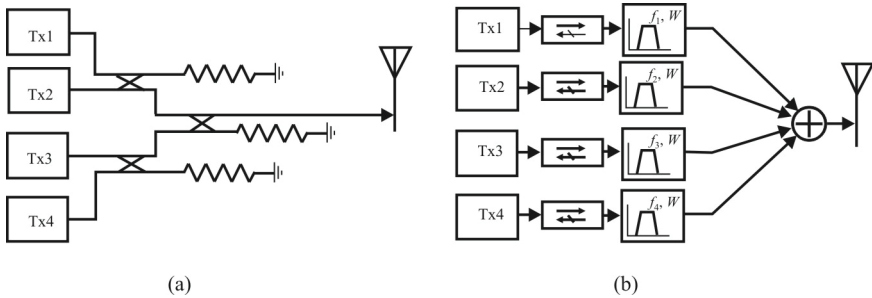 Tx1
Tx2
Tx3
Tx4
(a)
Tx1
f1, W
Tx2
f2, W
Tx3
f3, W
Tx4
f4, W
(b)